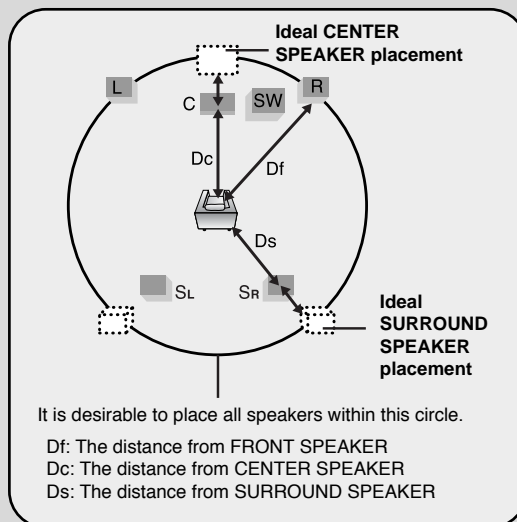 Ideal CENTER
SPEAKER placement
L
R
C
SW
Dc
Df
Ds
SL
SR
Ideal
SURROUND
SPEAKER
placement
It is desirable to place all speakers within this circle.
Df: The distance from FRONT SPEAKER
Dc: The distance from CENTER SPEAKER
Ds: The distance from SURROUND SPEAKER